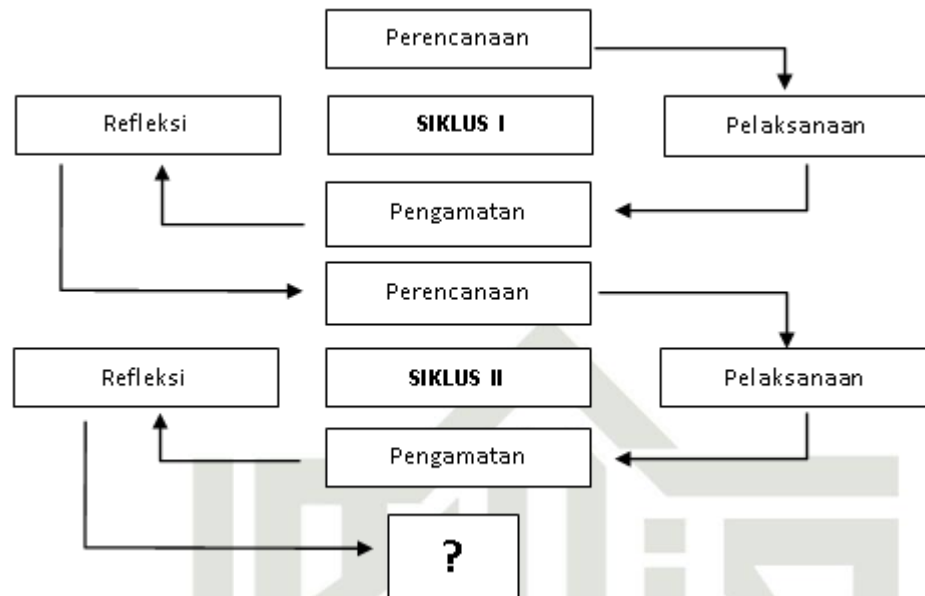 Perencanaan
Refleksi
SIKLUS I
Pelaksanaan
Pengamatan
Perencanaan
Refleksi
SIKLUS II
Pelaksanaan
Pengamatan
?